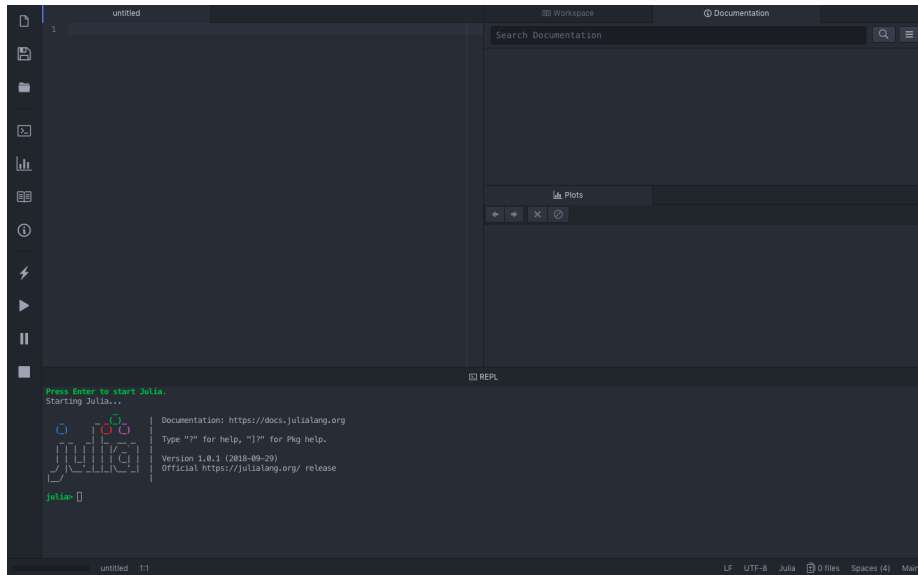 untitled
Workspace
Documentation
1
Search Documentation
Plots
REPL
Press Enter to start Julia.
Starting Julia...
Documentation: https://docs.julialang.org
Type "?" for help, "]?" for Pkg help.
Version 1.0.1 (2018-09-29)
Official https://julialang.org/ release
julia>
untitled 1:1 LF UTF-8 Julia 0 files Spaces (4) Main